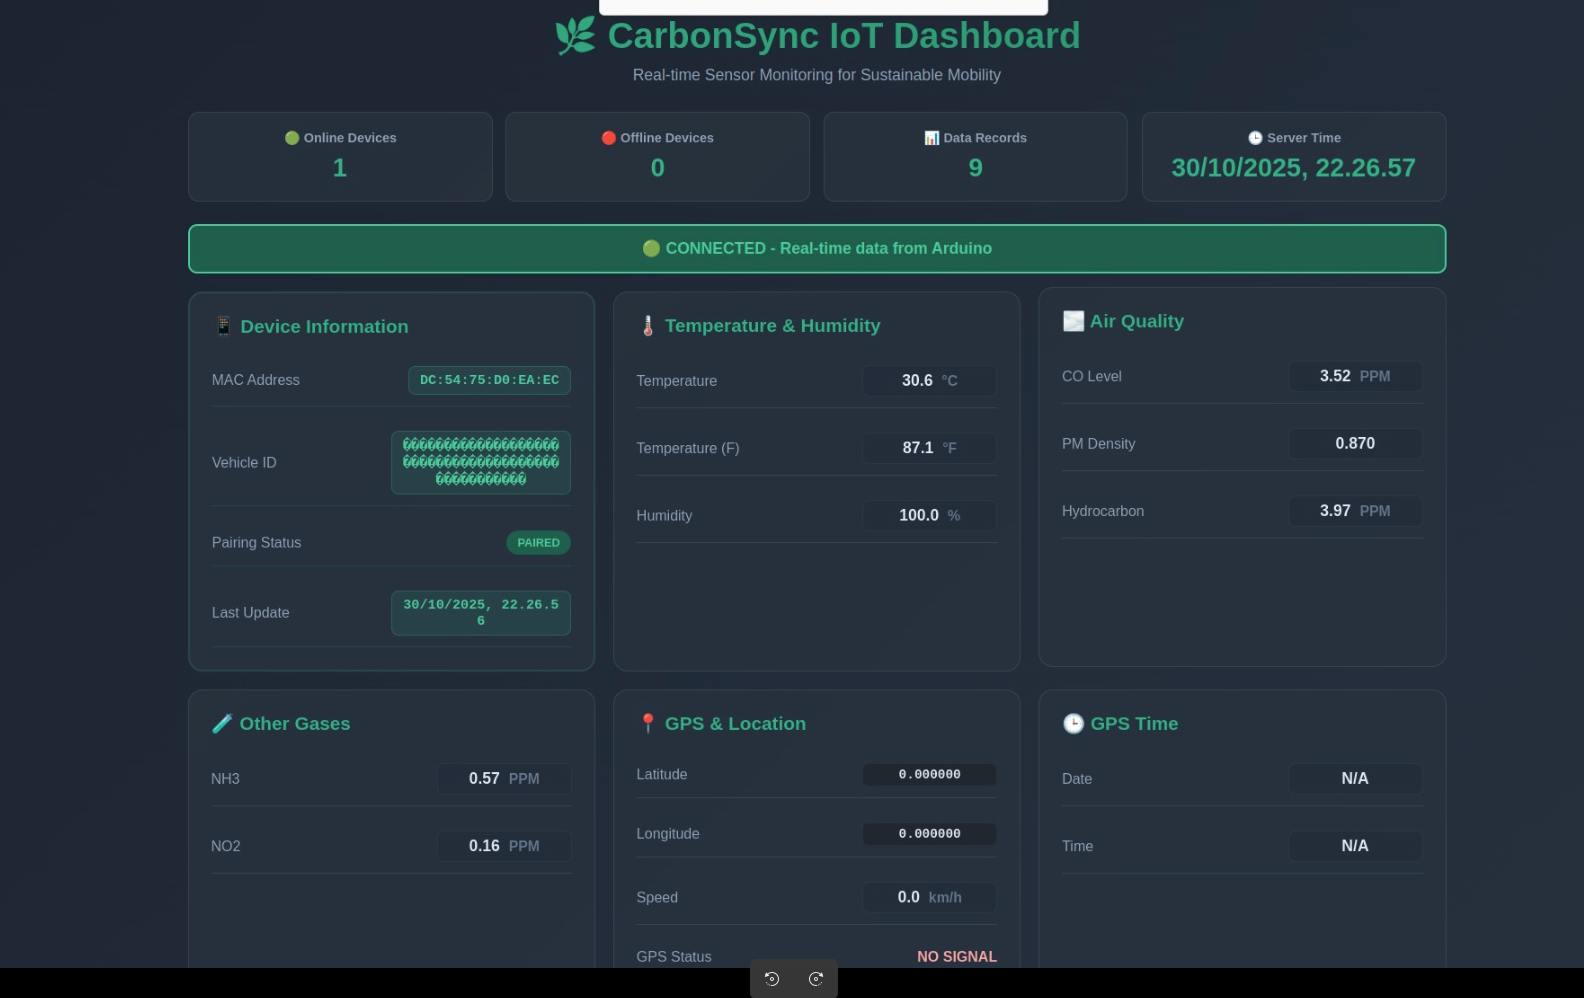 CarbonSync IoT Dashboard
Real-time Sensor Monitoring for Sustainable Mobility
Online Devices
1
Offline Devices
0
Data Records
9
Server Time
30/10/2025, 22.26.57
CONNECTED - Real-time data from Arduino
Device Information
MAC Address
DC:54:75:D0:EA:EC
Vehicle ID
Pairing Status
PAIRED
Last Update
30/10/2025, 22.26.5
6
Temperature & Humidity
Temperature
30.6 °C
Temperature (F)
87.1 °F
Humidity
100.0 %
Air Quality
CO Level
3.52 PPM
PM Density
0.870
Hydrocarbon
3.97 PPM
Other Gases
NH3
0.57 PPM
NO2
0.16 PPM
GPS & Location
Latitude
0.000000
Longitude
0.000000
Speed
0.0 km/h
GPS Status
NO SIGNAL
GPS Time
Date
N/A
Time
N/A